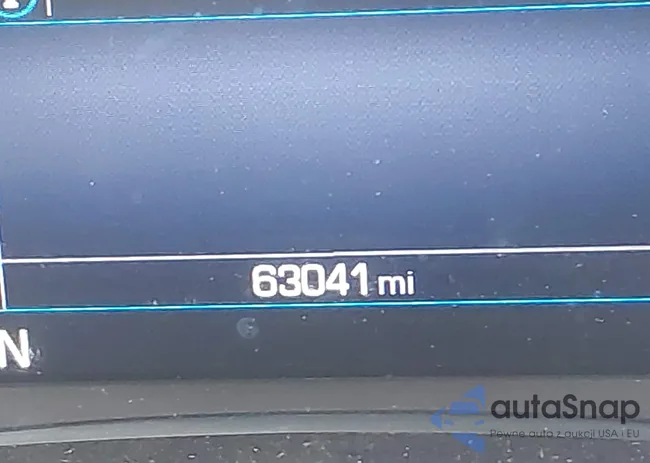 63041 mi
N
autaSnap
Pewne auta z aukcji USA i EU